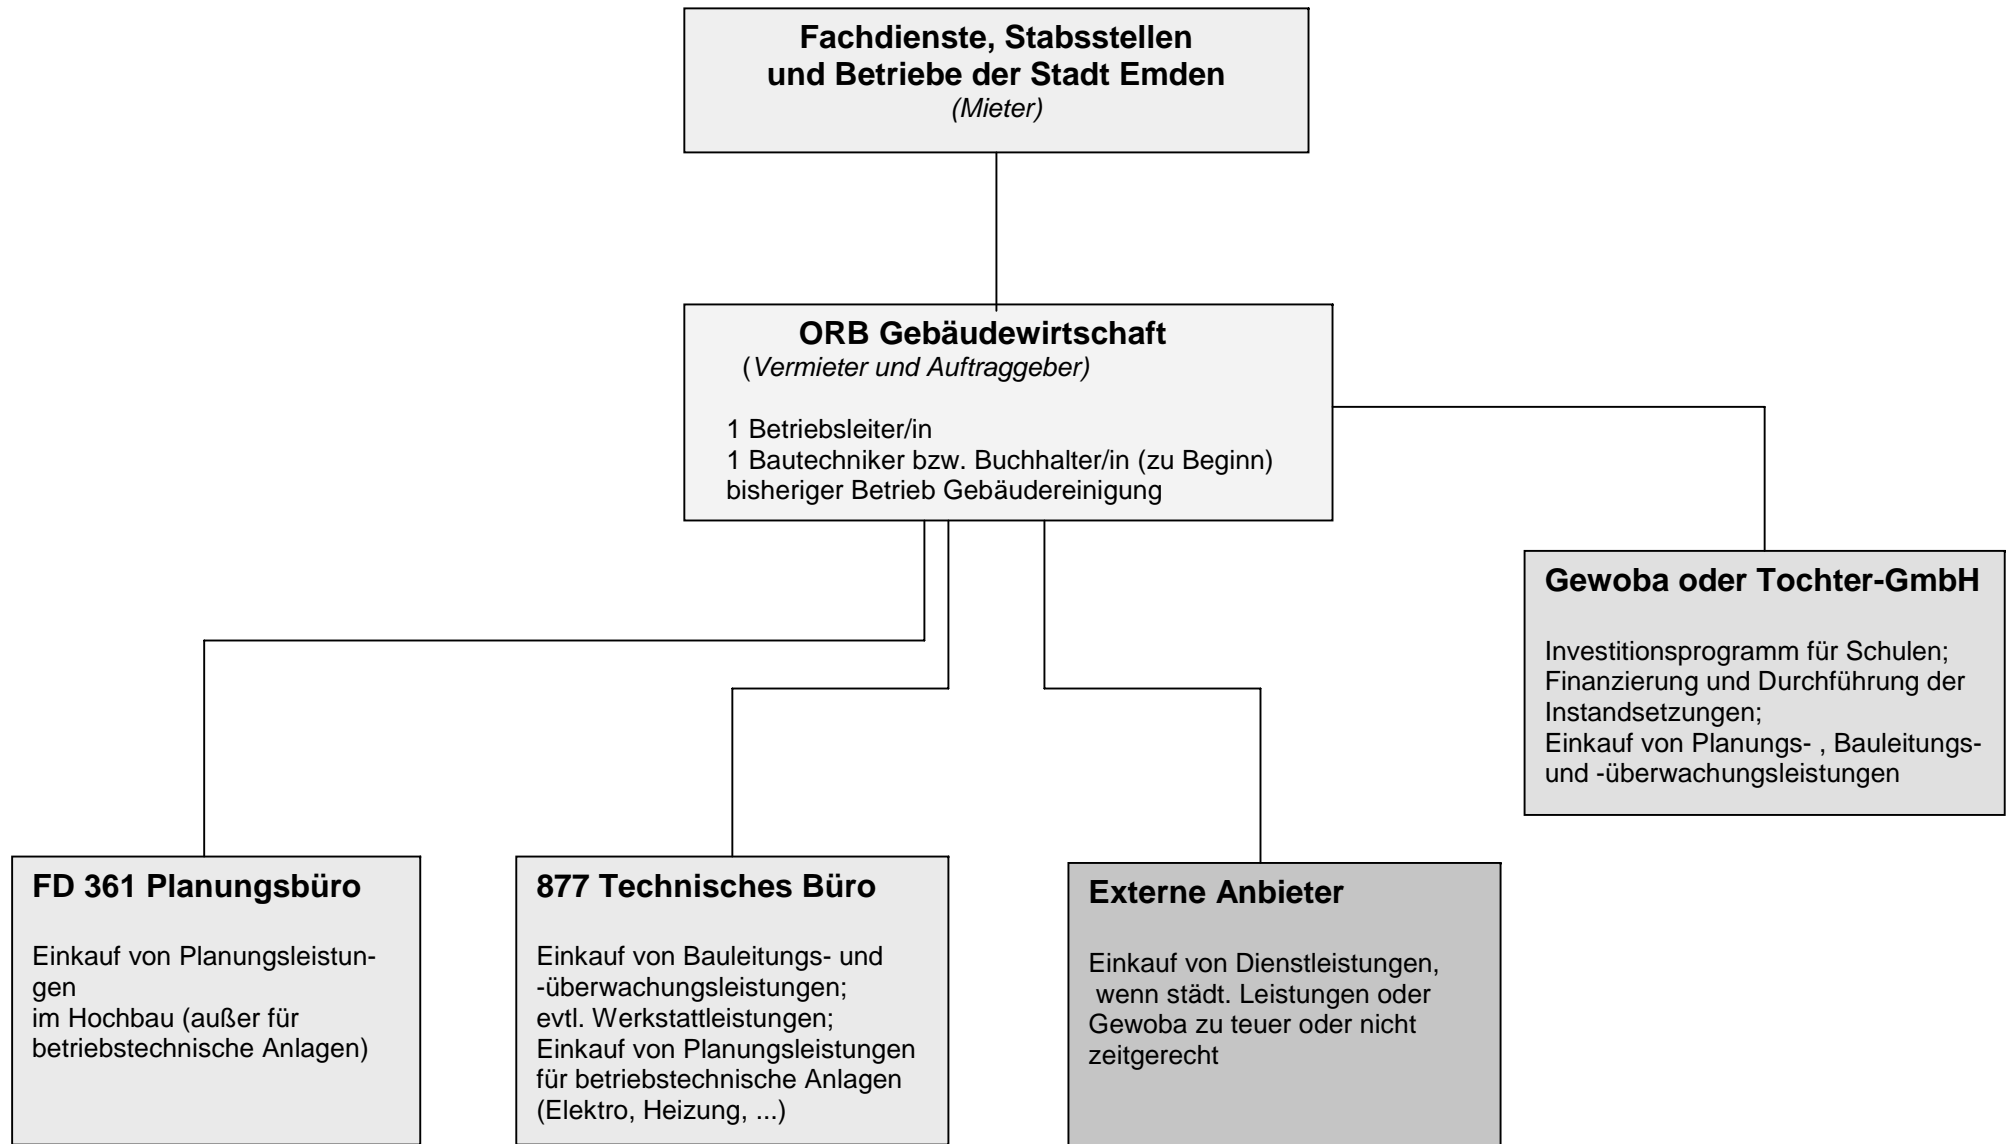 Fachdienste, Stabsstellen
und Betriebe der Stadt Emden
(Mieter)
ORB Gebäudewirtschaft
(Vermieter und Auftraggeber)
1 Betriebsleiter/in
1 Bautechniker bzw. Buchhalter/in (zu Beginn)
bisheriger Betrieb Gebäudereinigung
Gewoba oder Tochter-GmbH
Investitionsprogramm für Schulen;
Finanzierung und Durchführung der
Instandsetzungen;
Einkauf von Planungs- , Bauleitungs-
und -überwachungsleistungen
FD 361 Planungsbüro
Einkauf von Planungsleistun-
gen
im Hochbau (außer für
betriebstechnische Anlagen)
877 Technisches Büro
Einkauf von Bauleitungs- und
-überwachungsleistungen;
evtl. Werkstattleistungen;
Einkauf von Planungsleistungen
für betriebstechnische Anlagen
(Elektro, Heizung, ...)
Externe Anbieter
Einkauf von Dienstleistungen,
wenn städt. Leistungen oder
Gewoba zu teuer oder nicht
zeitgerecht